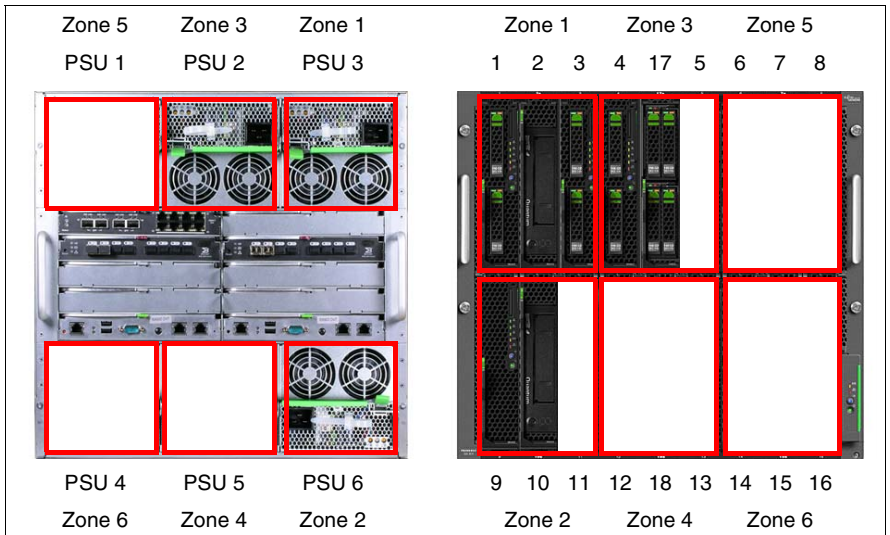 Zone 5 Zone 3 Zone 1
PSU 1 PSU 2 PSU 3
PSU 4 PSU 5 PSU 6
Zone 6 Zone 4 Zone 2
Zone 1 Zone 3 Zone 5
1 2 3 4 17 5 6 7 8
Quantum
Quantum
9 10 11 12 18 13 14 15 16
Zone 2 Zone 4 Zone 6